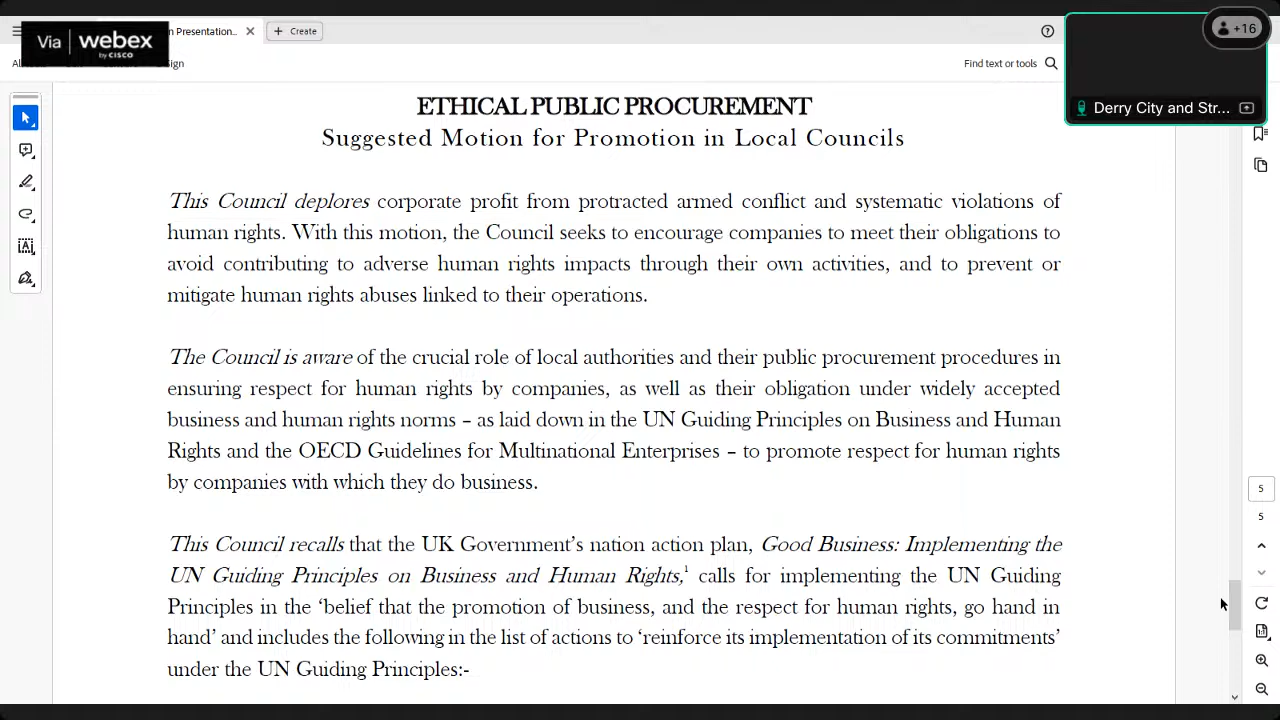 Via webex
by CISCO
n Presentation..
Create
+16
Al
ign
Find text or tools
Derry City and Str...
ETHICAL PUBLIC PROCUREMENT
Suggested Motion for Promotion in Local Councils
This Council deplores corporate profit from protracted armed conflict and systematic violations of
human rights. With this motion, the Council seeks to encourage companies to meet their obligations to
avoid contributing to adverse human rights impacts through their own activities, and to prevent or
mitigate human rights abuses linked to their operations.
The Council is aware of the crucial role of local authorities and their public procurement procedures in
ensuring respect for human rights by companies, as well as their obligation under widely accepted
business and human rights norms – as laid down in the UN Guiding Principles on Business and Human
Rights and the OECD Guidelines for Multinational Enterprises – to promote respect for human rights
by companies with which they do business.
This Council recalls that the UK Government's nation action plan, Good Business: Implementing the
UN Guiding Principles on Business and Human Rights,¹ calls for implementing the UN Guiding
Principles in the ‘belief that the promotion of business, and the respect for human rights, go hand in
hand’ and includes the following in the list of actions to ‘reinforce its implementation of its commitments’
under the UN Guiding Principles:-
5
5